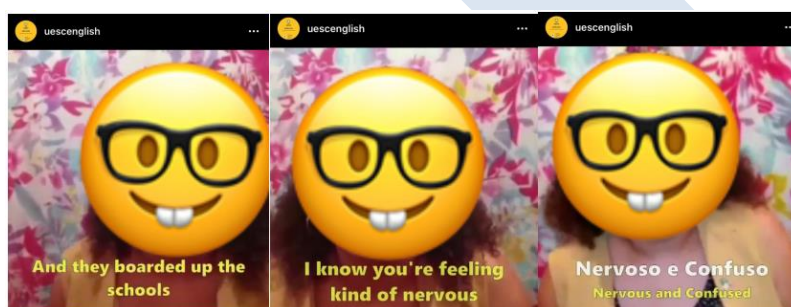 uescenglish
And they boarded up the
schools
uescenglish
I know you're feeling
kind of nervous
uescenglish
Nervoso e Confuso
Nervous and Confused